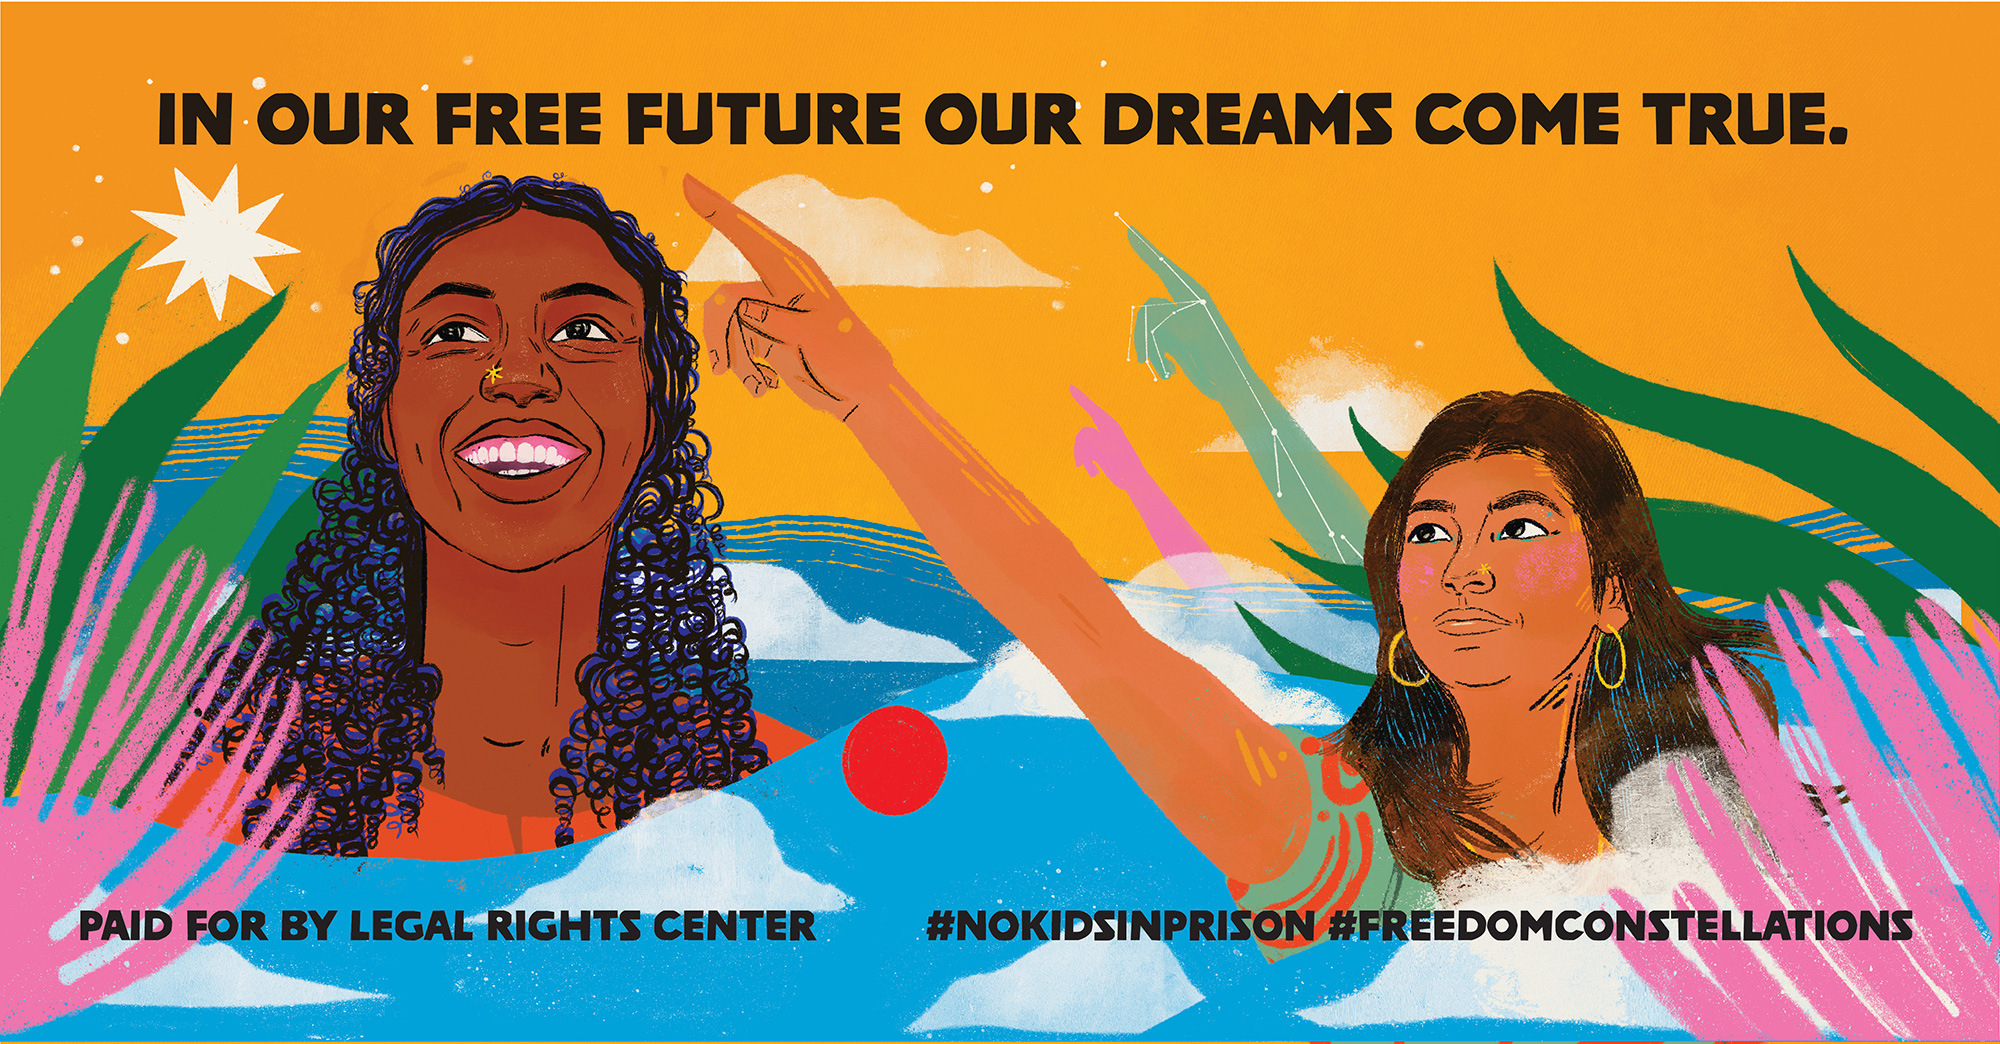 IN OUR FREE FUTURE OUR DREAMS COME TRUE.
PAID FOR BY LEGAL RIGHTS CENTER
#NOKIDSINPRISON #FREEDOMCONSTELLATIONS